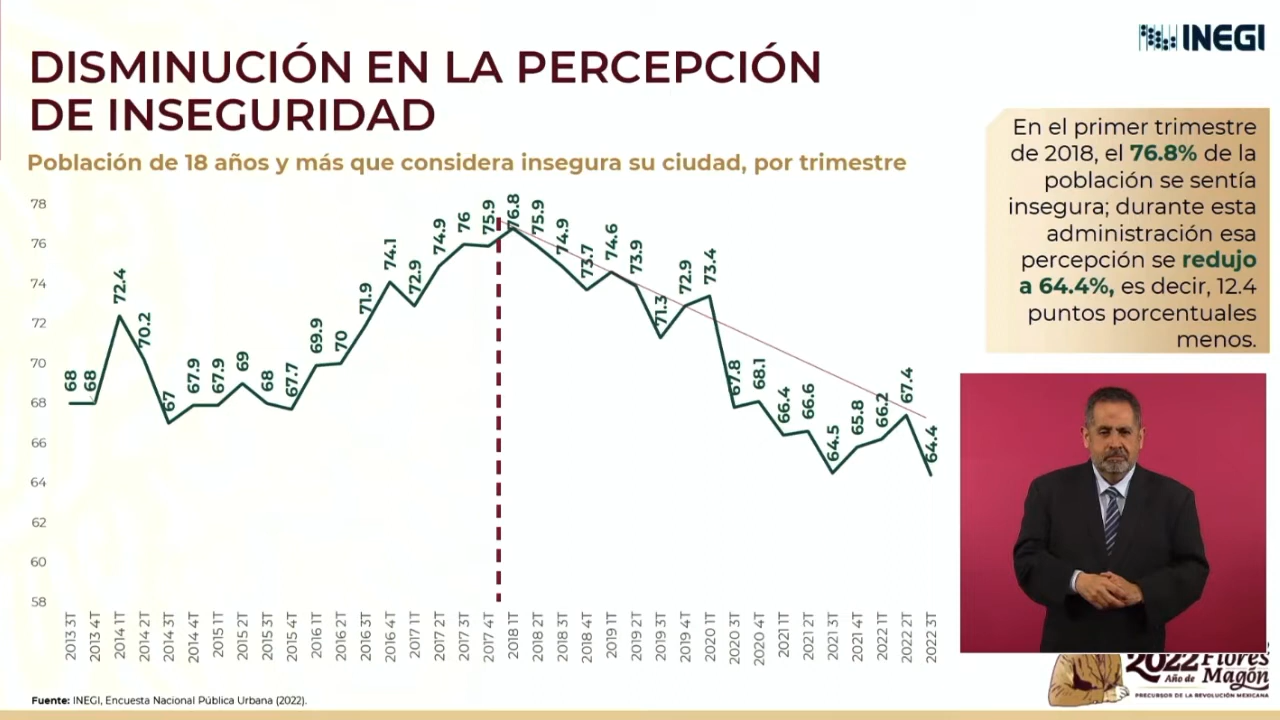 INEGI
DISMINUCIÓN EN LA PERCEPCIÓN
DE INSEGURIDAD
Población de 18 años y más que considera insegura su ciudad, por trimestre
En el primer trimestre
de 2018, el 76.8% de la
población se sentía
insegura; durante esta
administración esa
percepción se redujo
a 64.4%, es decir, 12.4
puntos porcentuales
menos.
78
76
74
72
70
68
66
64
62
60
58
68
68
72.4
70.2
67
67.9
67.9
69
68
67.7
69.9
70
71.9
74.1
72.9
74.9
76
75.9
76.8
75.9
74.9
73.7
74.6
73.9
71.3
72.9
73.4
67.8
68.1
66.4
66.6
64.5
65.8
66.2
67.4
64.4
2013 3T
2013 4T
2014 1T
2014 2T
2014 3T
2014 4T
2015 1T
2015 2T
2015 3T
2015 4T
2016 1T
2016 2T
2016 3T
2016 4T
2017 1T
2017 2T
2017 3T
2017 4T
2018 1T
2018 2T
2018 3T
2018 4T
2019 1T
2019 2T
2019 3T
2019 4T
2020 1T
2020 3T
2020 4T
2021 1T
2021 2T
2021 3T
2021 4T
2022 1T
2022 2T
2022 3T
2022 Flores
Año de Magón
PRECURSOR DE LA REVOLUCIÓN MEXICANA
Fuente: INEGI, Encuesta Nacional Pública Urbana (2022).